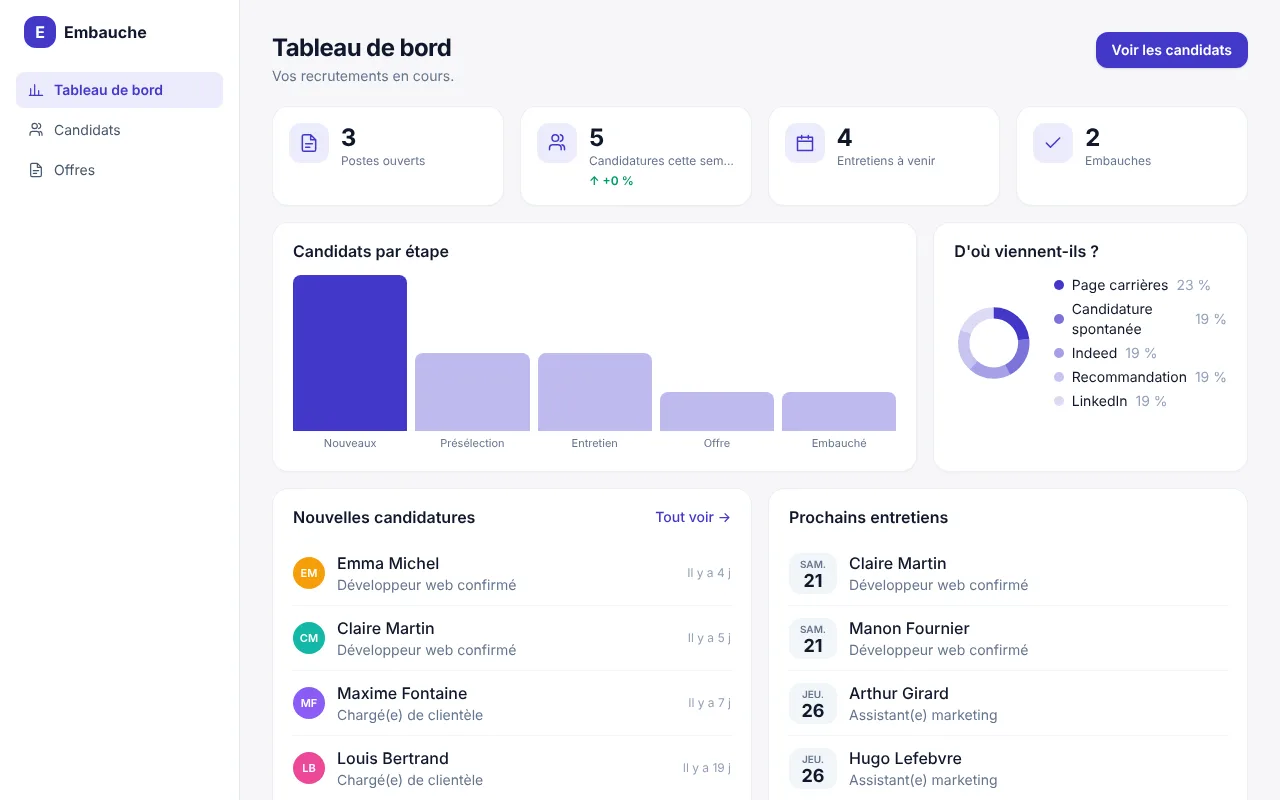 E Embauche
Tableau de bord
Candidats
Offres
Tableau de bord
Vos recrutements en cours.
Voir les candidats
3
Postes ouverts
5
Candidatures cette sem…
↑ +0 %
4
Entretiens à venir
2
Embauches
Candidats par étape
Nouveaux
Présélection
Entretien
Offre
Embauché
D'où viennent-ils ?
Page carrières 23 %
Candidature
spontanée 19 %
Indeed 19 %
Recommandation 19 %
LinkedIn 19 %
Nouvelles candidatures
Tout voir →
EM
Emma Michel
Développeur web confirmé
Il y a 4 j
CM
Claire Martin
Développeur web confirmé
Il y a 5 j
MF
Maxime Fontaine
Chargé(e) de clientèle
Il y a 7 j
LB
Louis Bertrand
Chargé(e) de clientèle
Il y a 19 j
Prochains entretiens
SAM.
21
Claire Martin
Développeur web confirmé
SAM.
21
Manon Fournier
Développeur web confirmé
JEU.
26
Arthur Girard
Assistant(e) marketing
JEU.
26
Hugo Lefebvre
Assistant(e) marketing